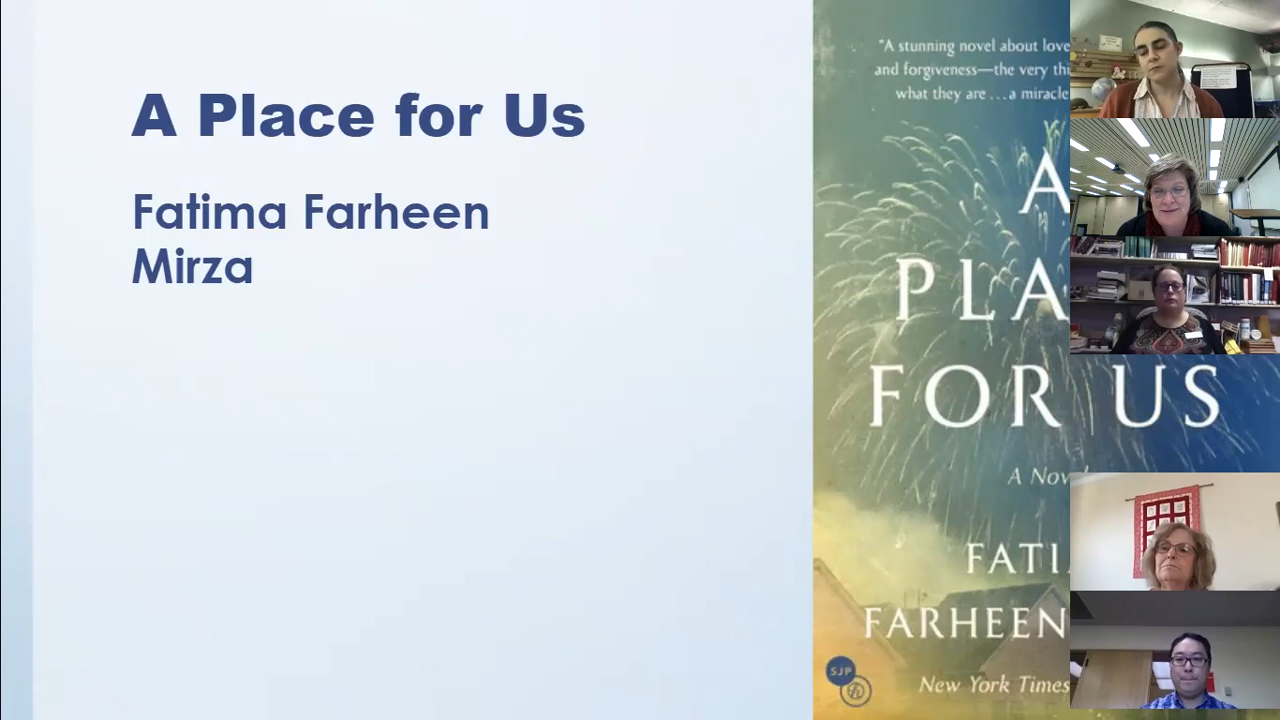 A Place for Us
Fatima Farheen
Mirza
"A stunning novel about love
and forgiveness—the very thi
what they are ... a miracle
A
PLA
FOR US
A Nov
FATI
FARHEEN
SJP
New York Times